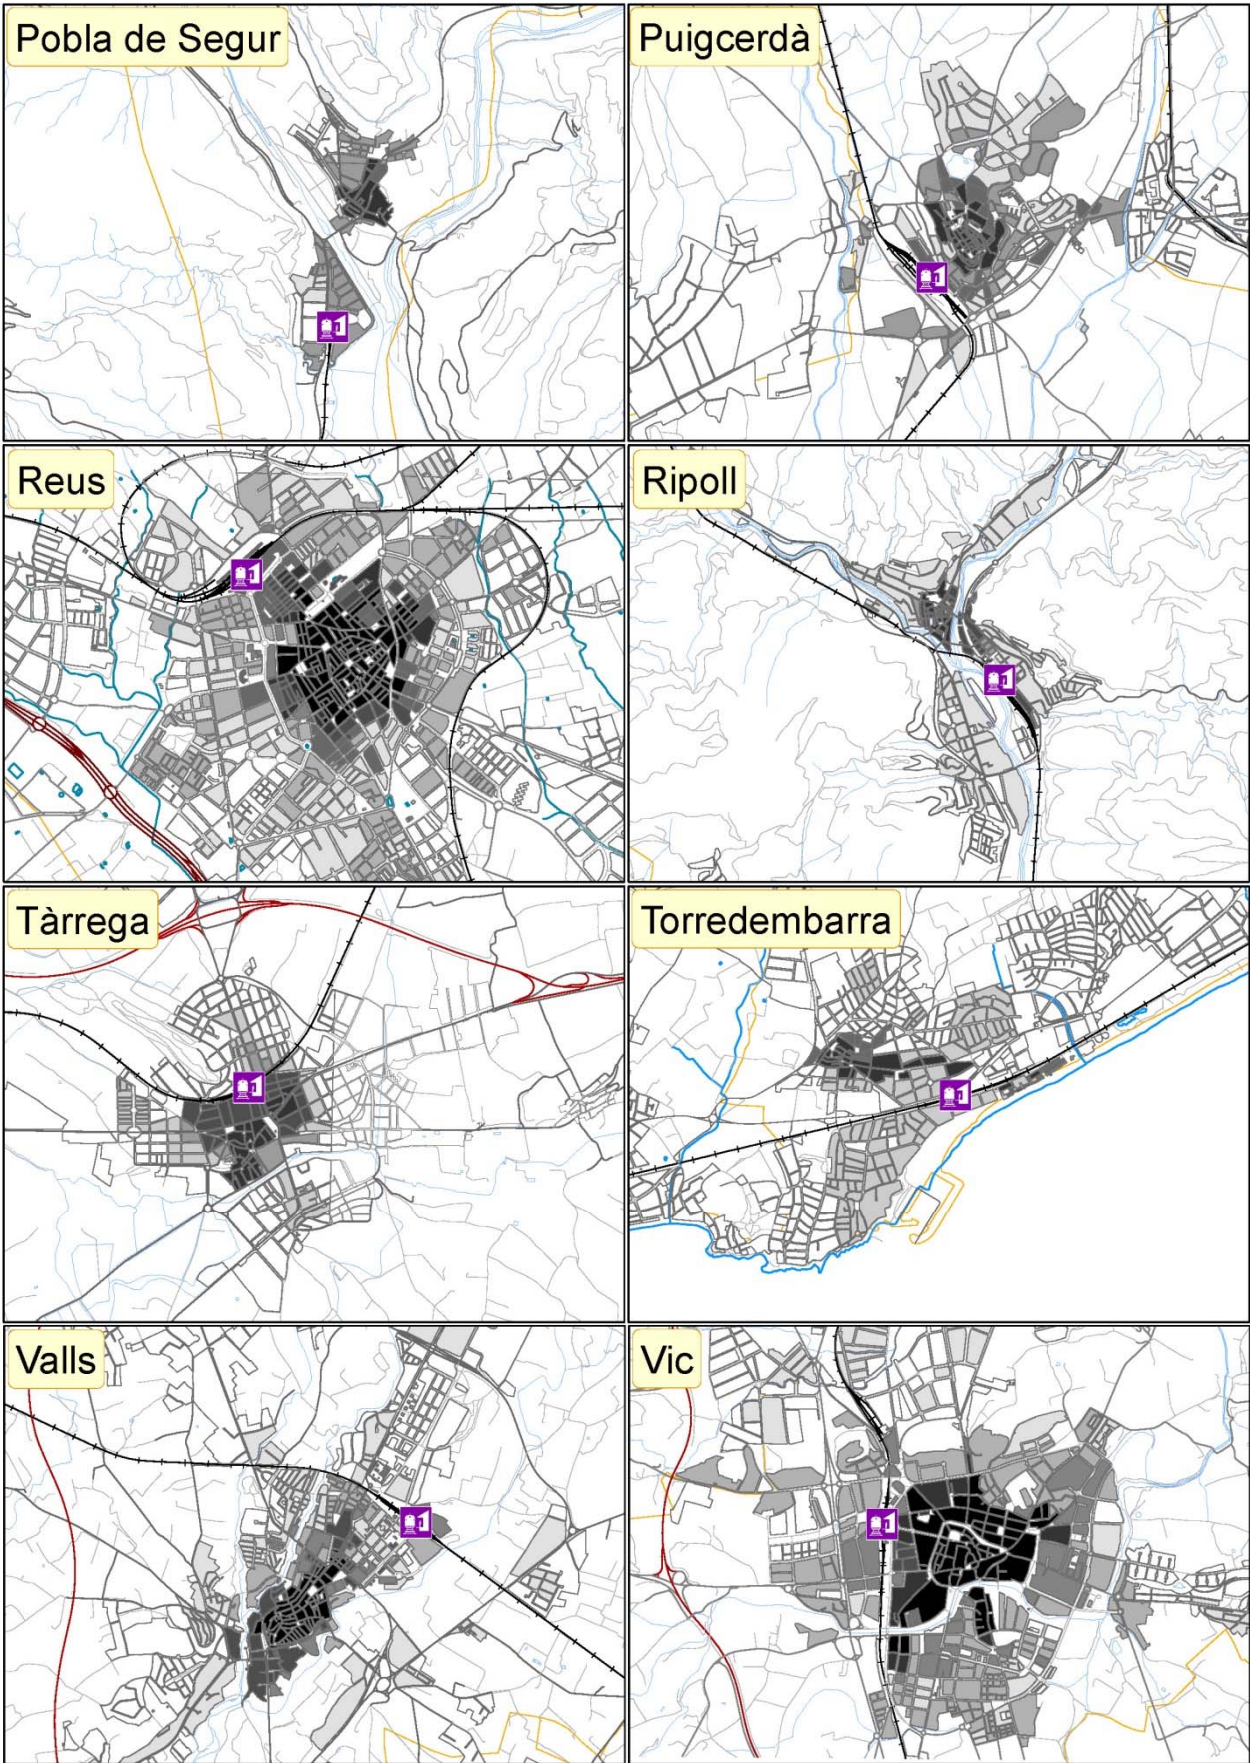 Pobla de Segur
Puigcerdà
Reus
Ripoll
Tàrrega
Torredembarra
Valls
Vic